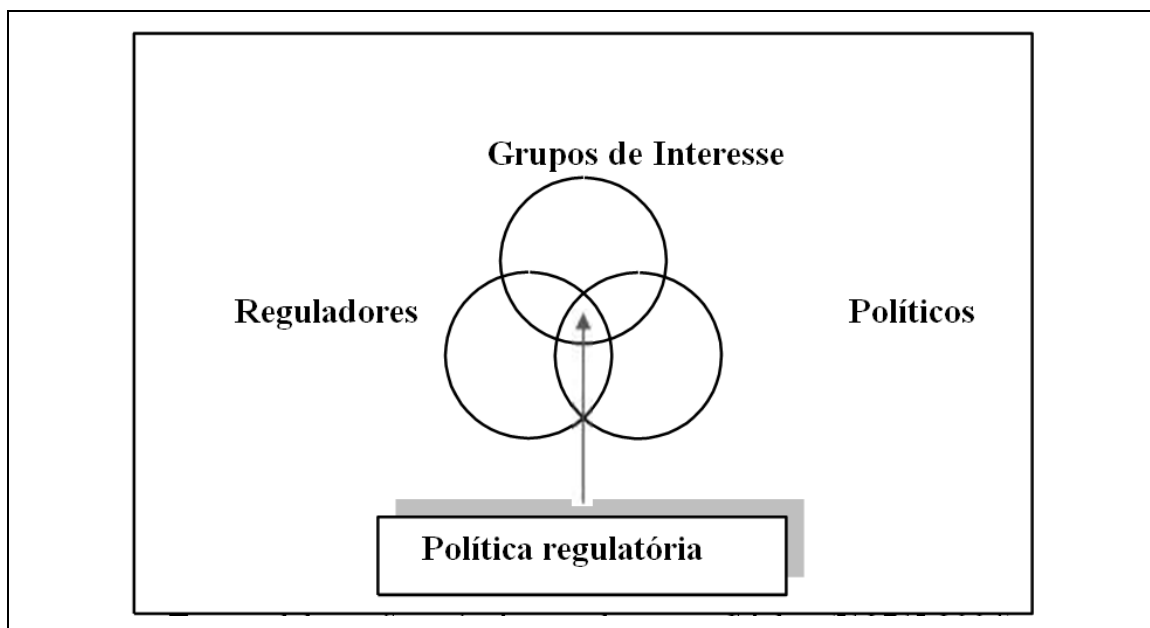 Grupos de Interesse
Reguladores
Políticos
Política regulatória